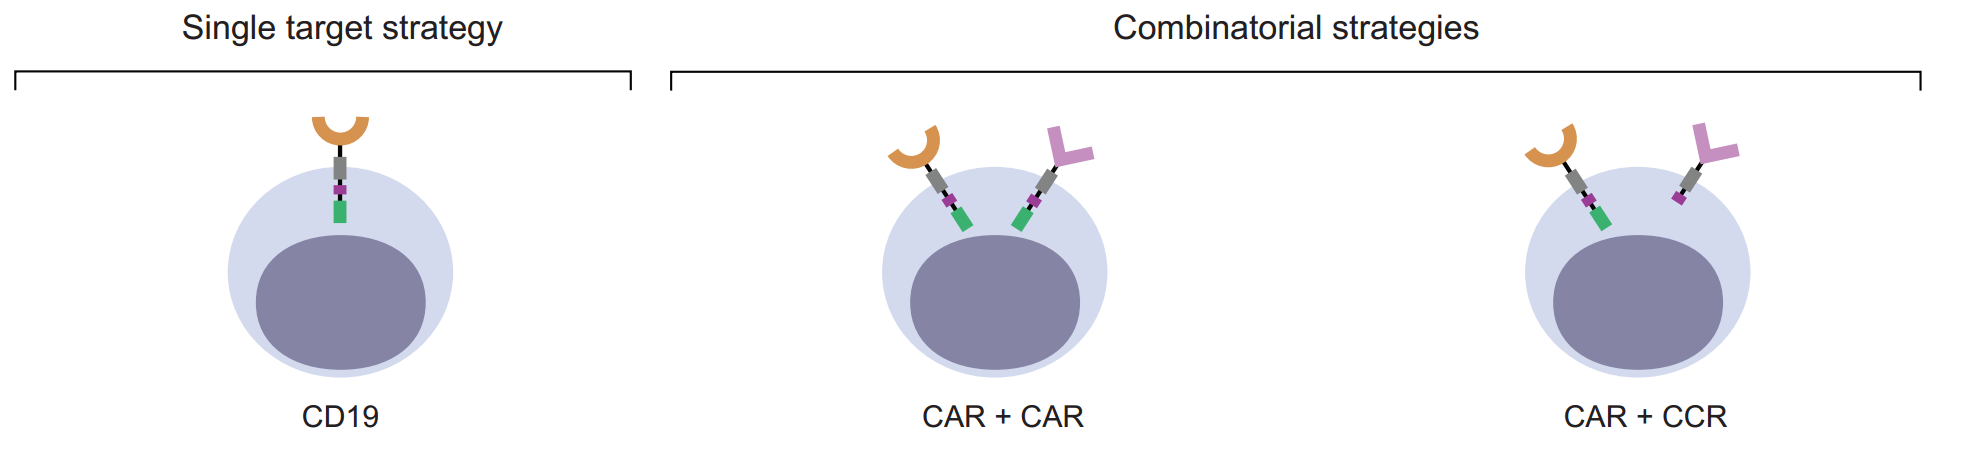 Single target strategy
Combinatorial strategies
CD19
CAR + CAR
CAR + CCR